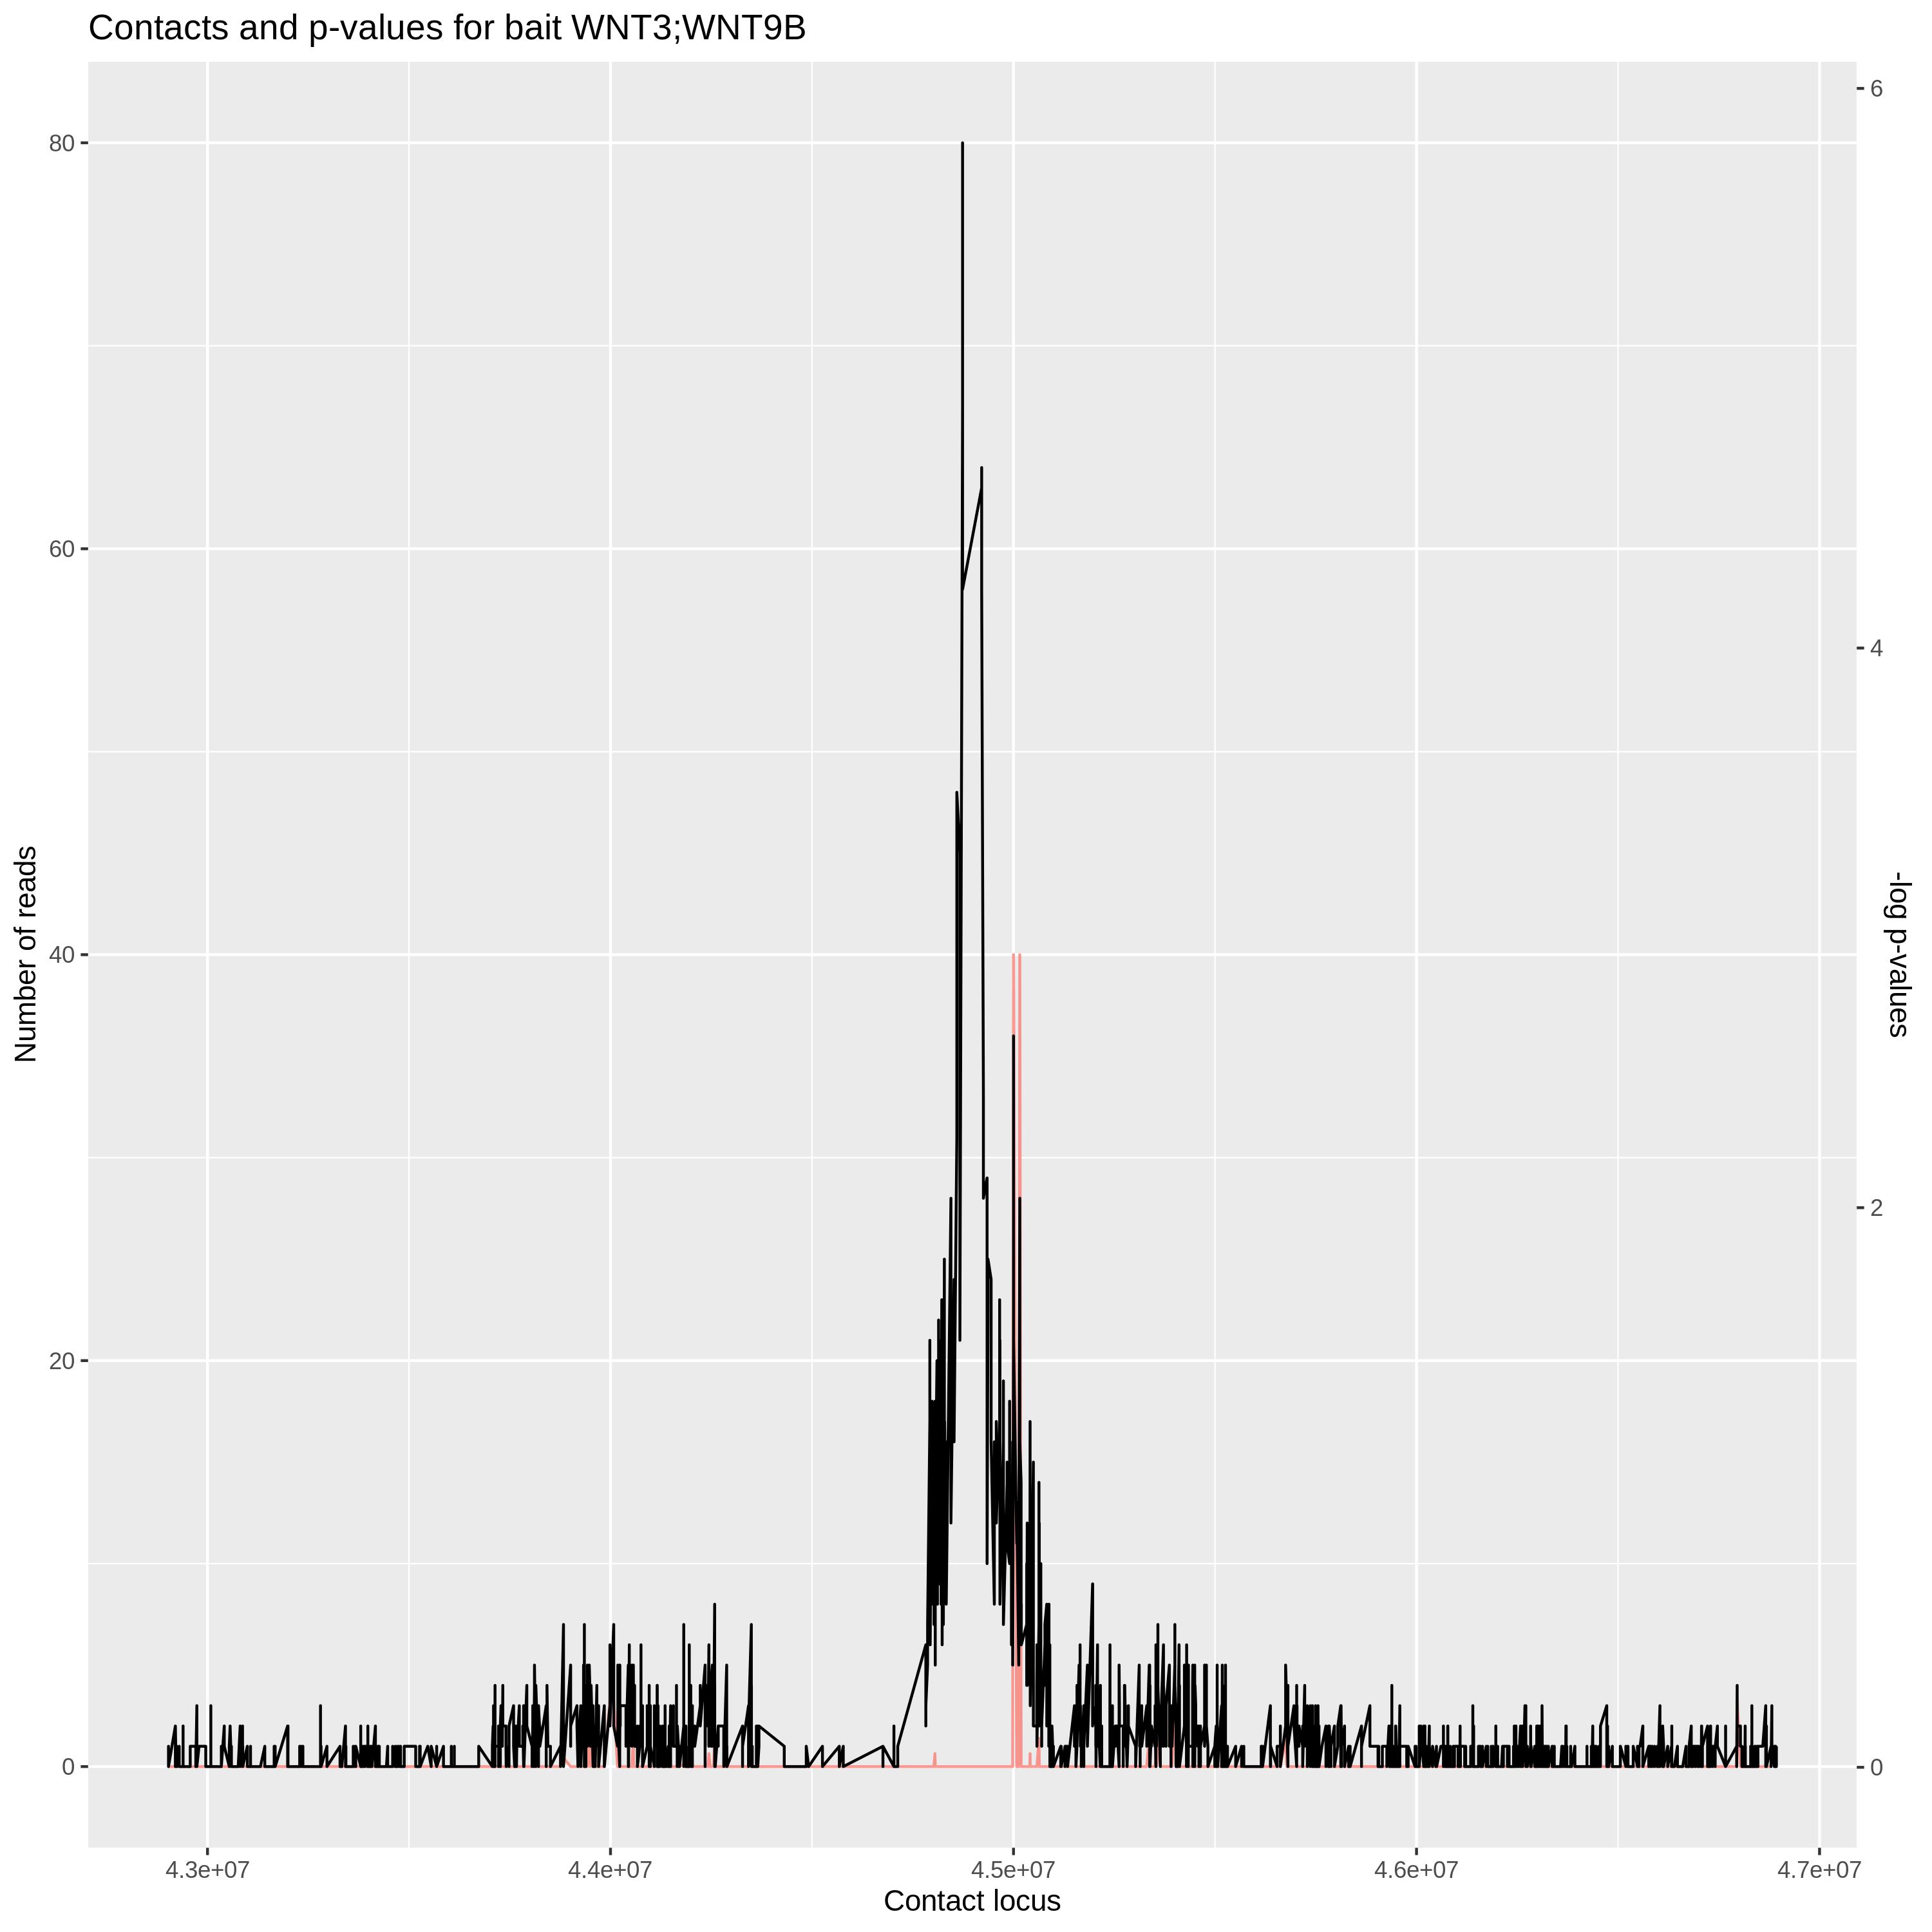 Contacts and p-values for bait WNT3;WNT9B
Number of reads
80
60
40
20
0
6
4
2
0
-log p-values
4.3e+07
4.4e+07
4.5e+07
4.6e+07
4.7e+07
Contact locus